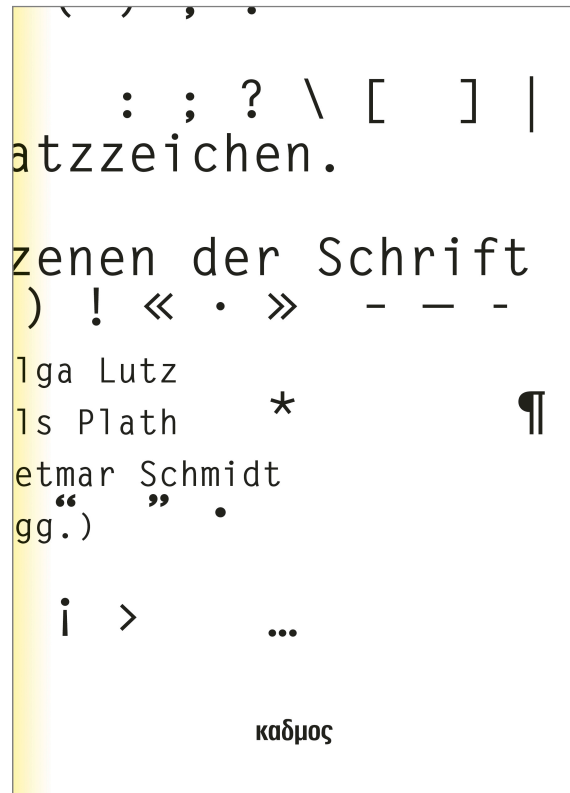 ( ) ; .
: ; ? \ [ ] |
atzzeichen.
zenen der Schrift
) ! « · » - — -
lga Lutz
ls Plath
* ¶
etmar Schmidt
“ ” ·
gg.)
¡ > …
καδμος